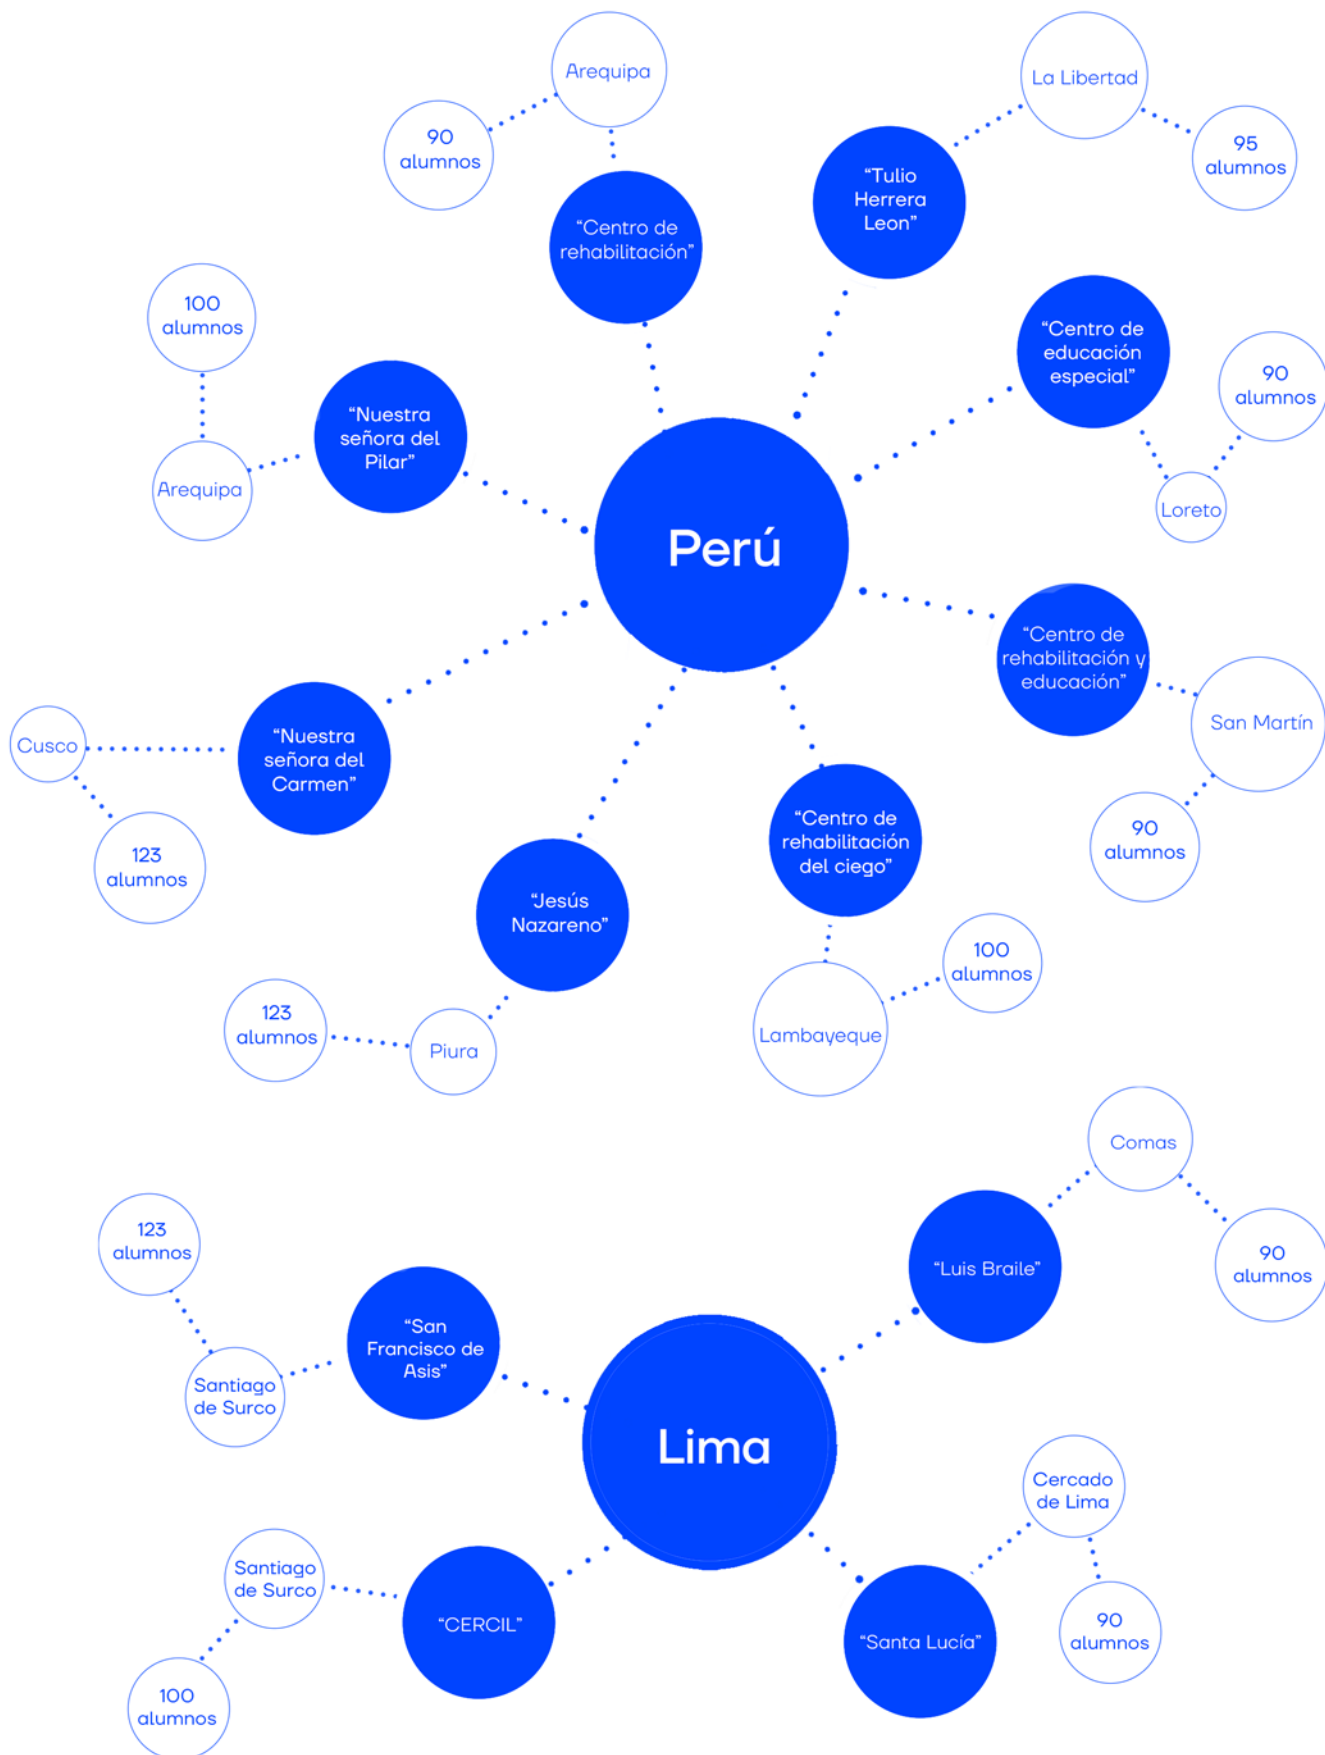 Arequipa
90
alumnos
“Centro de
rehabilitación”
La Libertad
95
alumnos
“Tulio
Herrera
Leon”
“Centro de
educación
especial”
90
alumnos
Loreto
100
alumnos
“Nuestra
señora del
Pilar”
Arequipa
Perú
“Centro de
rehabilitación y
educación”
San Martín
90
alumnos
Cusco
“Nuestra
señora del
Carmen”
123
alumnos
“Jesús
Nazareno”
123
alumnos
Piura
“Centro de
rehabilitación
del ciego”
100
alumnos
Lambayeque
Comas
“Luis Braile”
90
alumnos
123
alumnos
“San
Francisco de
Asis”
Santiago
de Surco
Lima
Cercado
de Lima
“Santa Lucía”
90
alumnos
Santiago
de Surco
“CERCIL”
100
alumnos